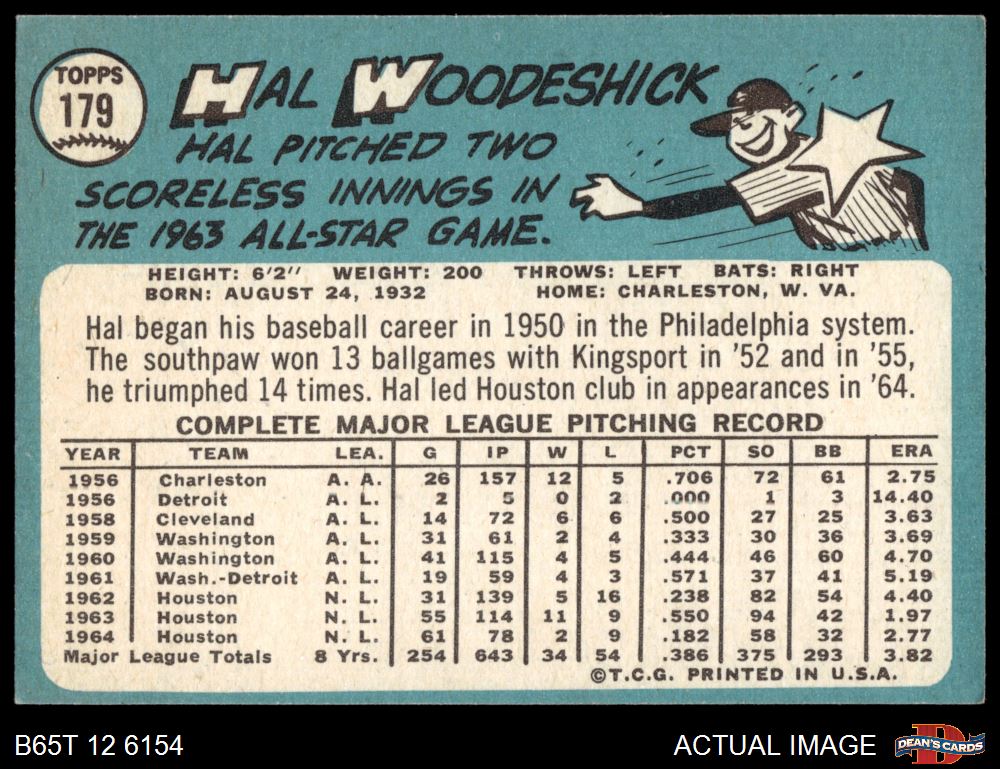 TOPPS
179
HAL WOODESHICK
HAL PITCHED TWO
SCORELESS INNINGS IN
THE 1963 ALL-STAR GAME.
HEIGHT: 6'2" WEIGHT: 200 THROWS: LEFT BATS: RIGHT
BORN: AUGUST 24, 1932 HOME: CHARLESTON, W. VA.
Hal began his baseball career in 1950 in the Philadelphia system.
The southpaw won 13 ballgames with Kingsport in '52 and in '55,
he triumphed 14 times. Hal led Houston club in appearances in '64.
COMPLETE MAJOR LEAGUE PITCHING RECORD
YEAR TEAM LEA. G IP W L PCT SO BB ERA
1956 Charleston A. A. 26 157 12 5 .706 72 61 2.75
1956 Detroit A. L. 2 5 0 2 .000 1 3 14.40
1958 Cleveland A. L. 14 72 6 6 .500 27 25 3.63
1959 Washington A. L. 31 61 2 4 .333 30 36 3.69
1960 Washington A. L. 41 115 4 5 .444 46 60 4.70
1961 Wash.-Detroit A. L. 19 59 4 3 .571 37 41 5.19
1962 Houston N. L. 31 139 5 16 .238 82 54 4.40
1963 Houston N. L. 55 114 11 9 .550 94 42 1.97
1964 Houston N. L. 61 78 2 9 .182 58 32 2.77
Major League Totals 8 Yrs. 254 643 34 54 .386 375 293 3.82
©T.C.G. PRINTED IN U.S.A.
B65T 12 6154 ACTUAL IMAGE
D
DEAN'S CARDS